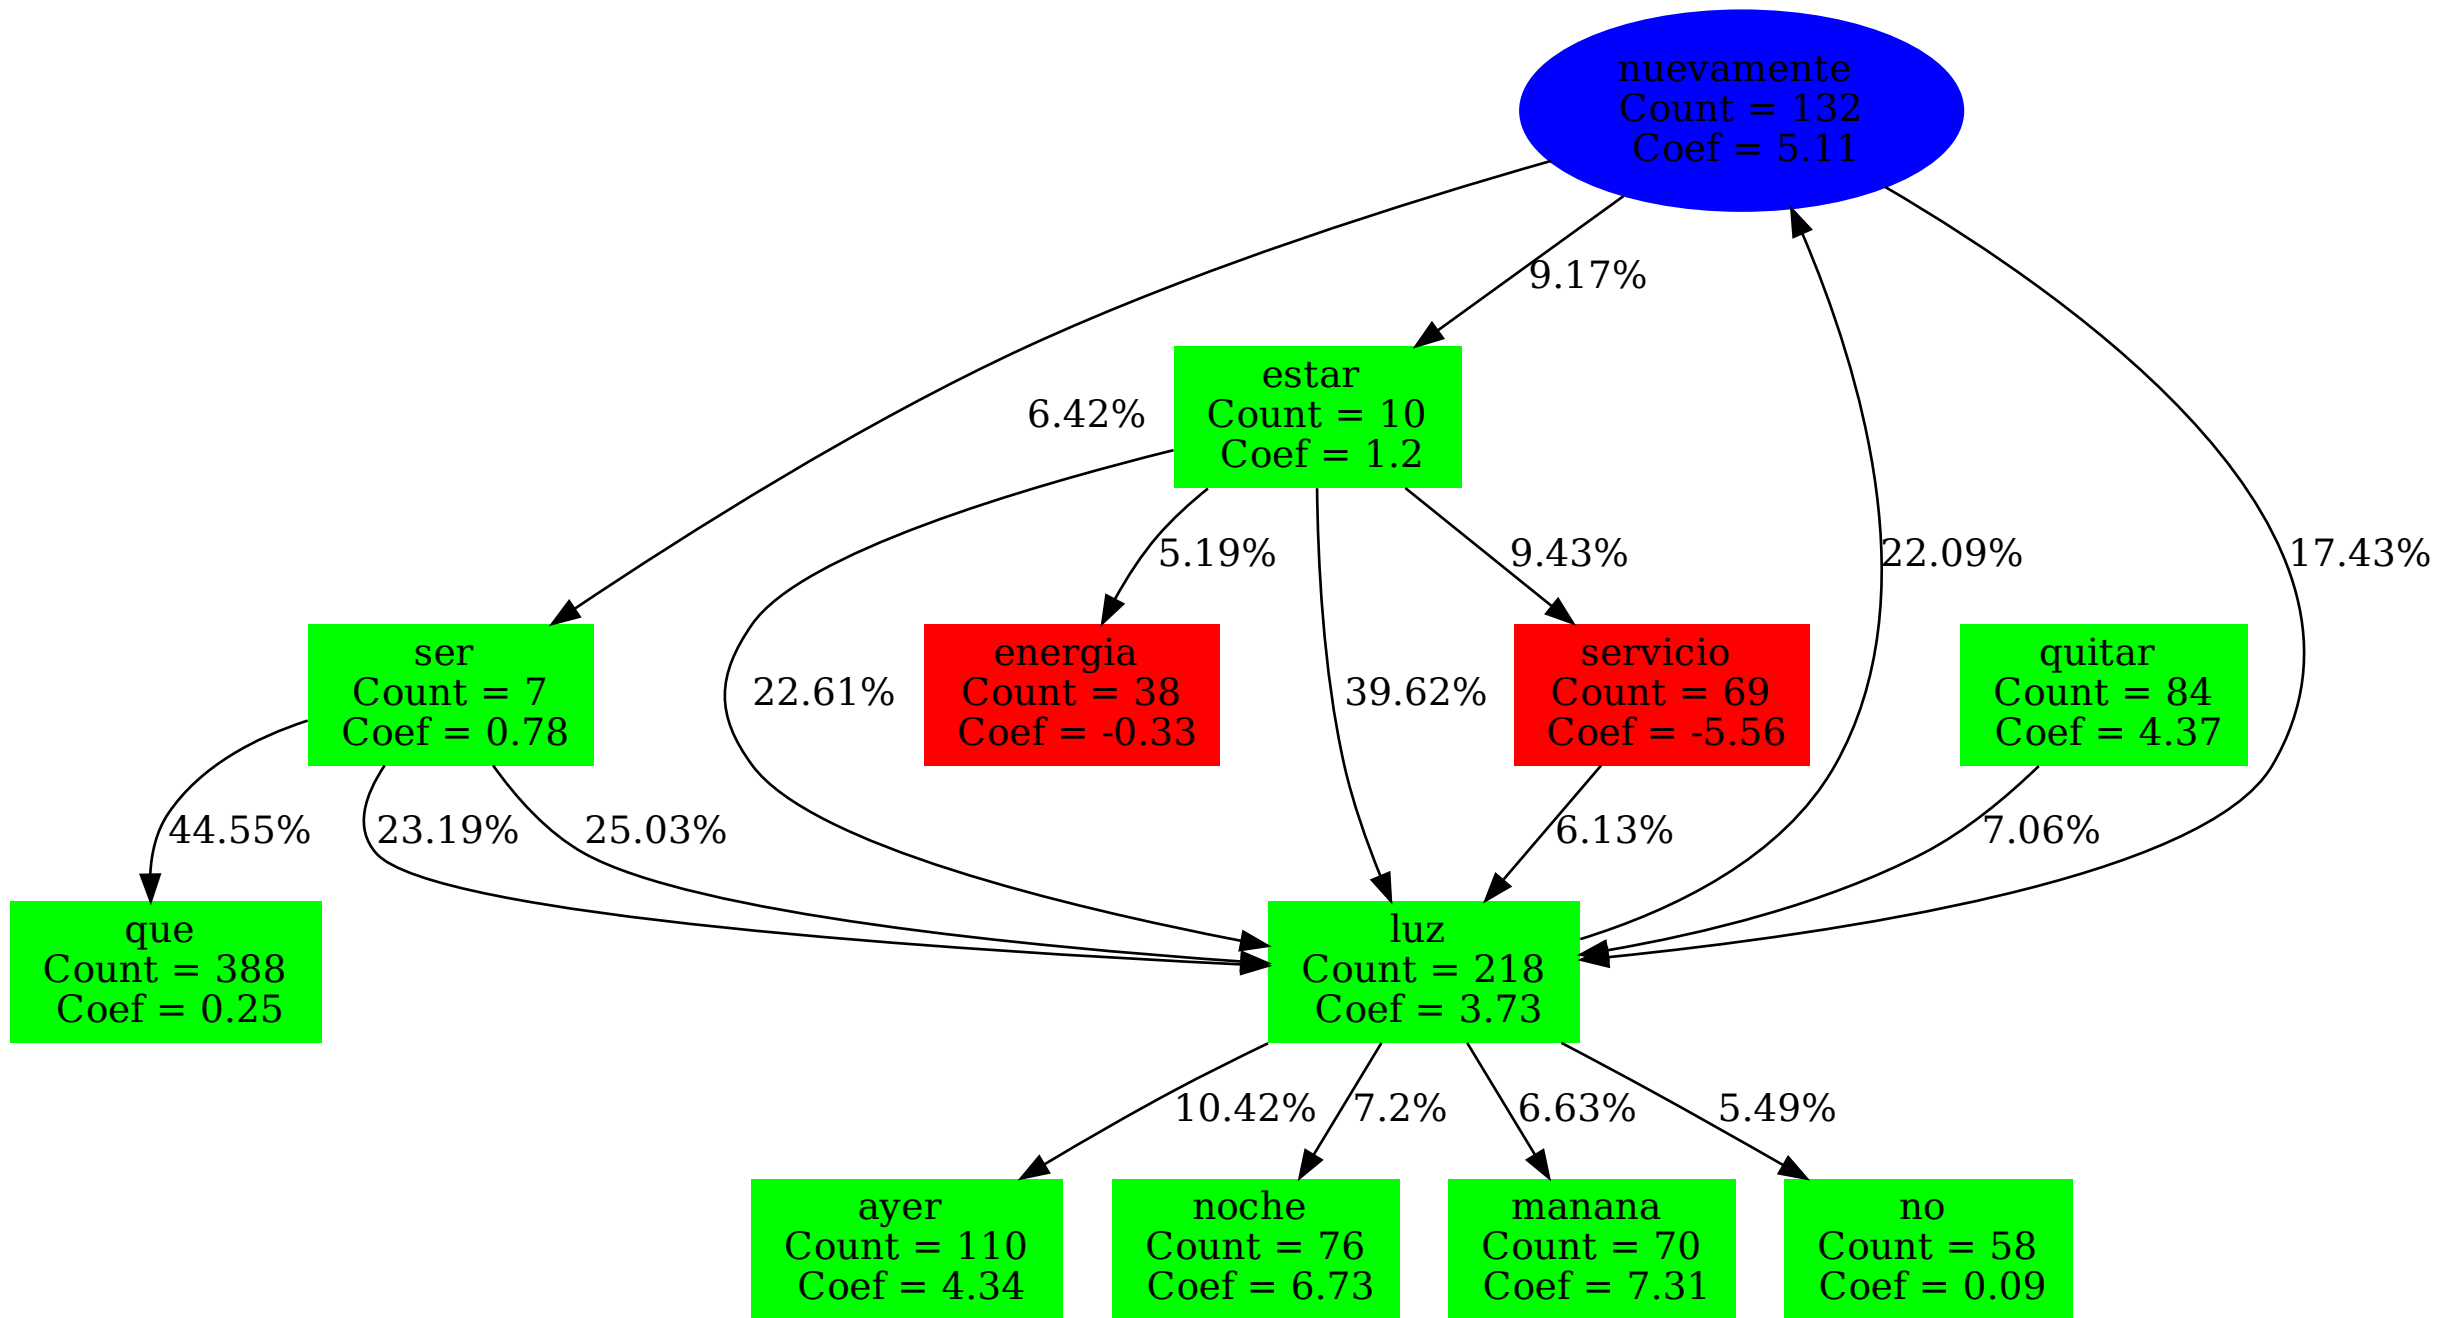 nuevamente
Count = 132
Coef = 5.11
9.17%
estar
Count = 10
Coef = 1.2
6.42%
5.19%
9.43%
22.09%
17.43%
ser
Count = 7
Coef = 0.78
22.61%
energia
Count = 38
Coef = -0.33
39.62%
servicio
Count = 69
Coef = -5.56
quitar
Count = 84
Coef = 4.37
44.55%
23.19%
25.03%
6.13%
7.06%
que
Count = 388
Coef = 0.25
luz
Count = 218
Coef = 3.73
10.42%
7.2%
6.63%
5.49%
ayer
Count = 110
Coef = 4.34
noche
Count = 76
Coef = 6.73
manana
Count = 70
Coef = 7.31
no
Count = 58
Coef = 0.09